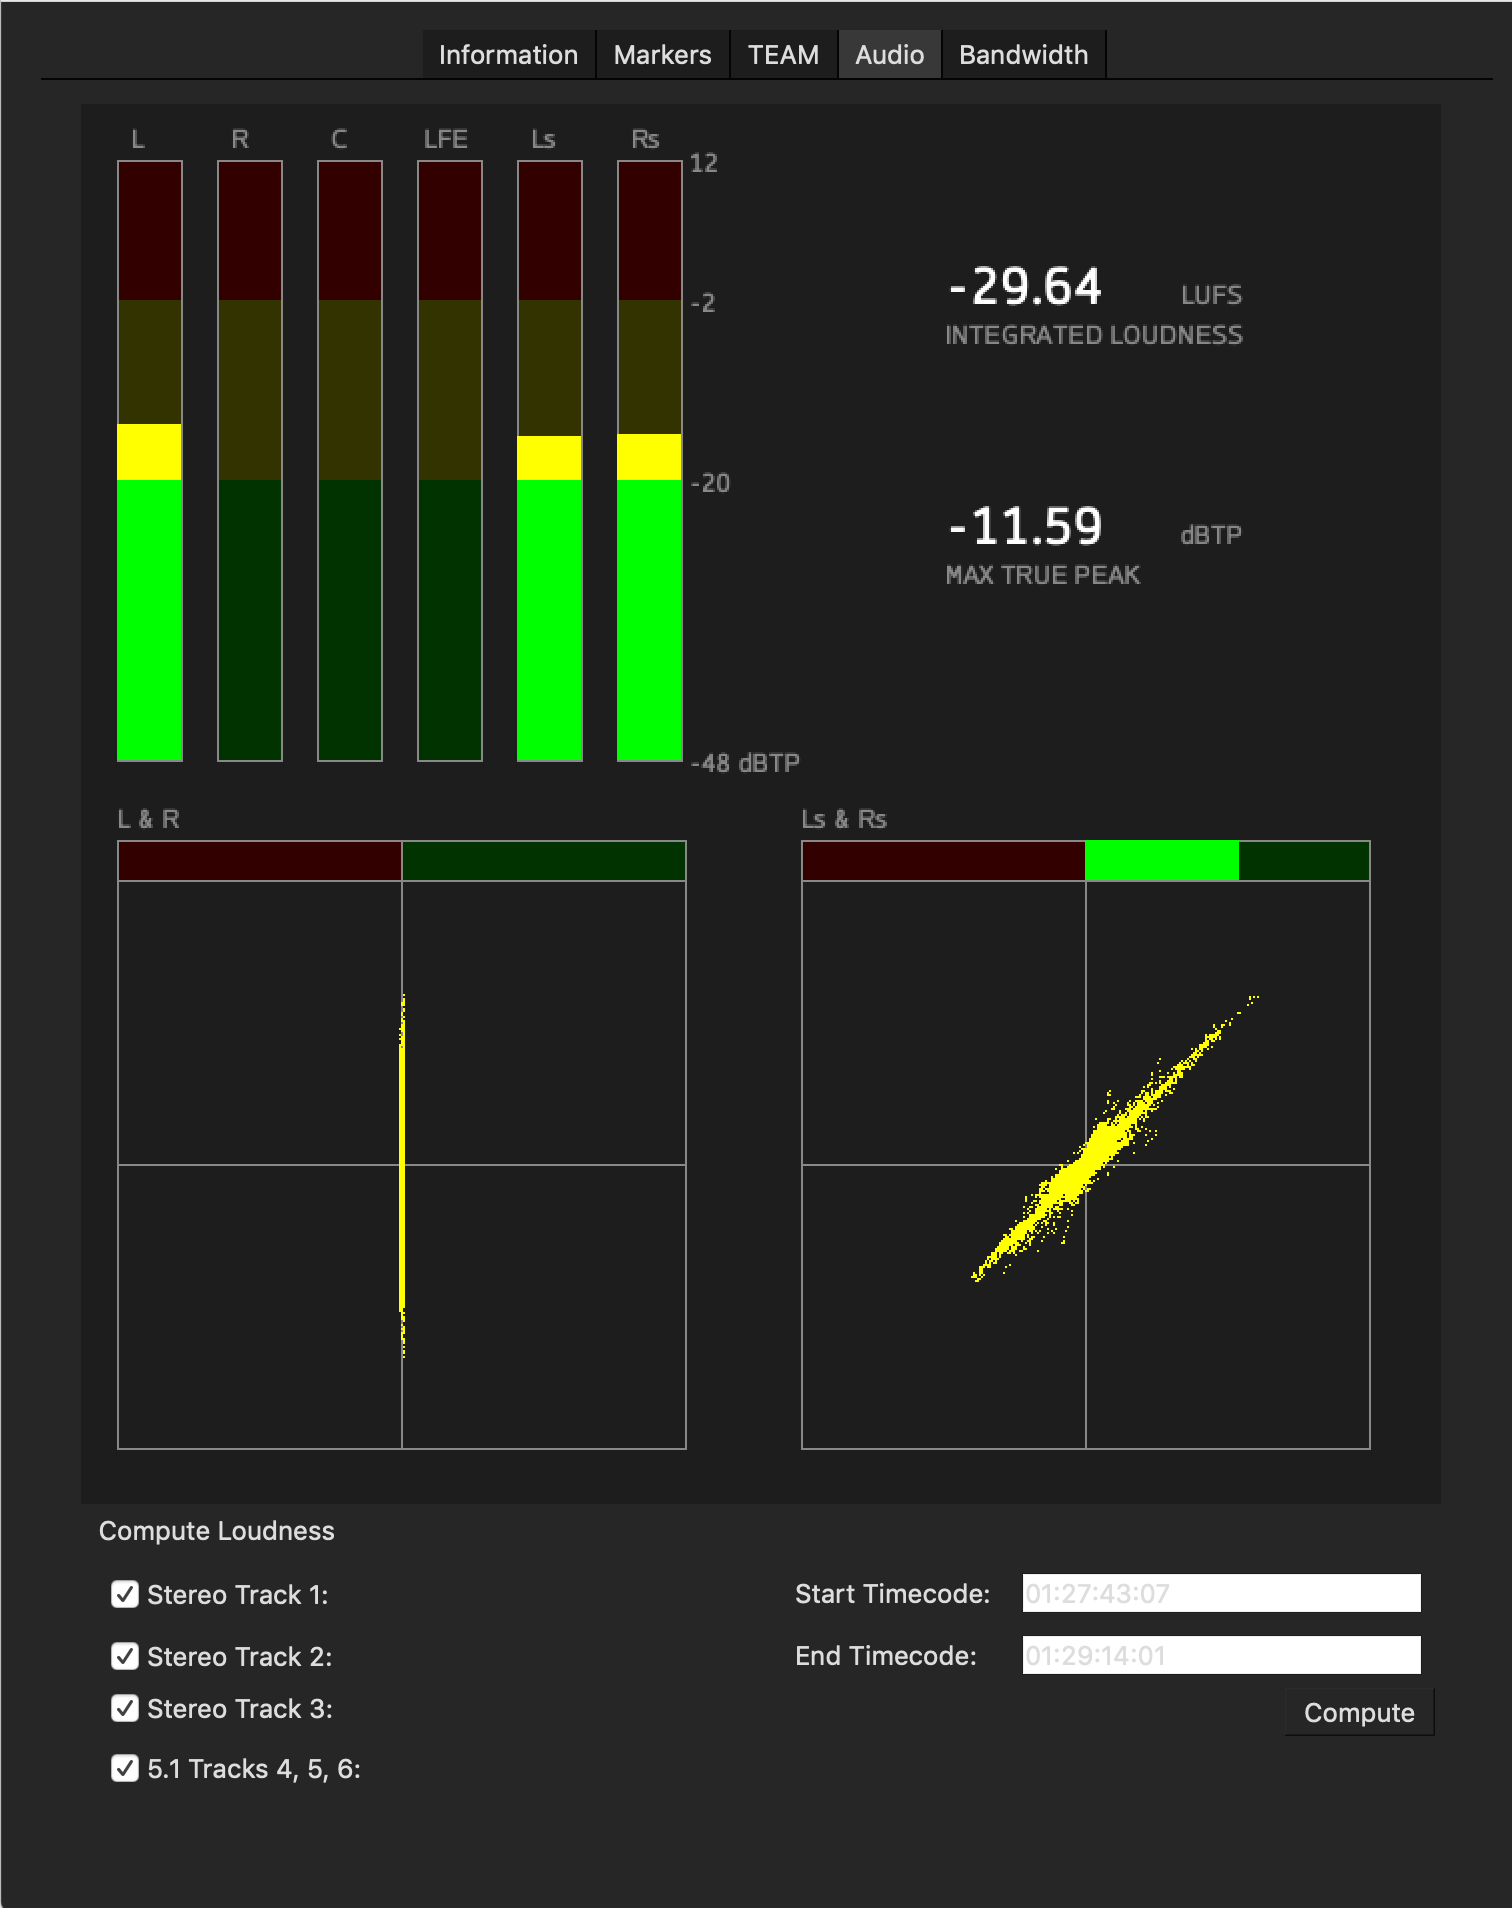 Information Markers TEAM Audio Bandwidth
L R C LFE Ls Rs
12
-2
-20
-48 dBTP
-29.64 LUFS
INTEGRATED LOUDNESS
-11.59 dBTP
MAX TRUE PEAK
L & R
Ls & Rs
Compute Loudness
Stereo Track 1:
Stereo Track 2:
Stereo Track 3:
5.1 Tracks 4, 5, 6:
Start Timecode: 01:27:43:07
End Timecode: 01:29:14:01
Compute